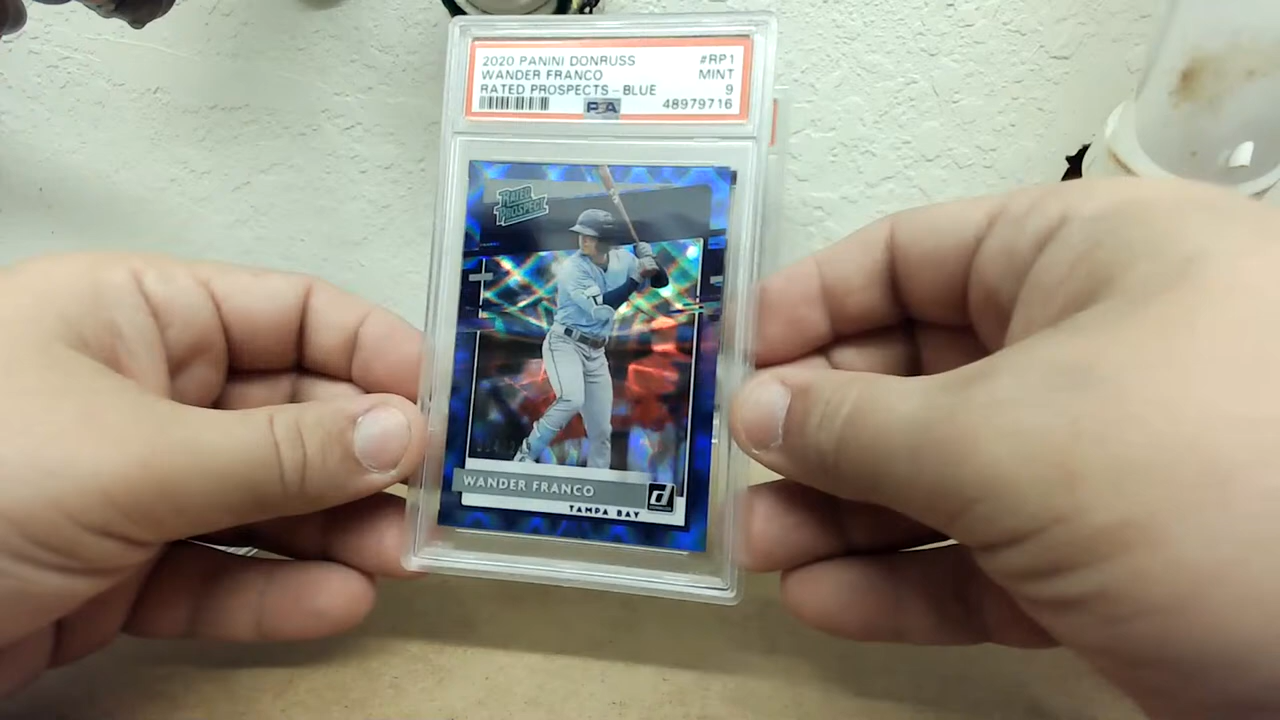 2020 PANINI DONRUSS #RP1
WANDER FRANCO MINT
RATED PROSPECTS - BLUE 9
PSA 48979716
RATED
PROSPECT
WANDER FRANCO
d
TAMPA BAY